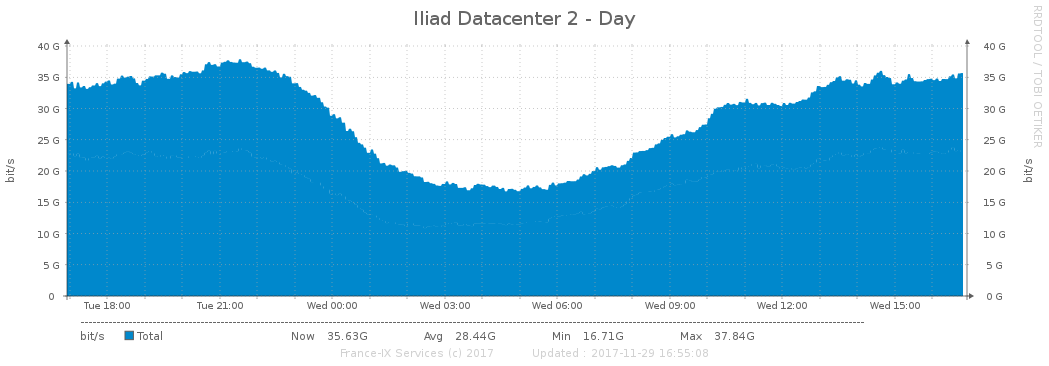 Iliad Datacenter 2 - Day
RRDTOOL / TOBI OETIKER
40 G 40 G
35 G 35 G
30 G 30 G
25 G 25 G
20 G 20 G
15 G 15 G
10 G 10 G
5 G 5 G
0 0 G
bit/s
bit/s
Tue 18:00 Tue 21:00 Wed 00:00 Wed 03:00 Wed 06:00 Wed 09:00 Wed 12:00 Wed 15:00
bit/s Total Now 35.63G Avg 28.44G Min 16.71G Max 37.84G
France-IX Services (c) 2017 Updated : 2017-11-29 16:55:08